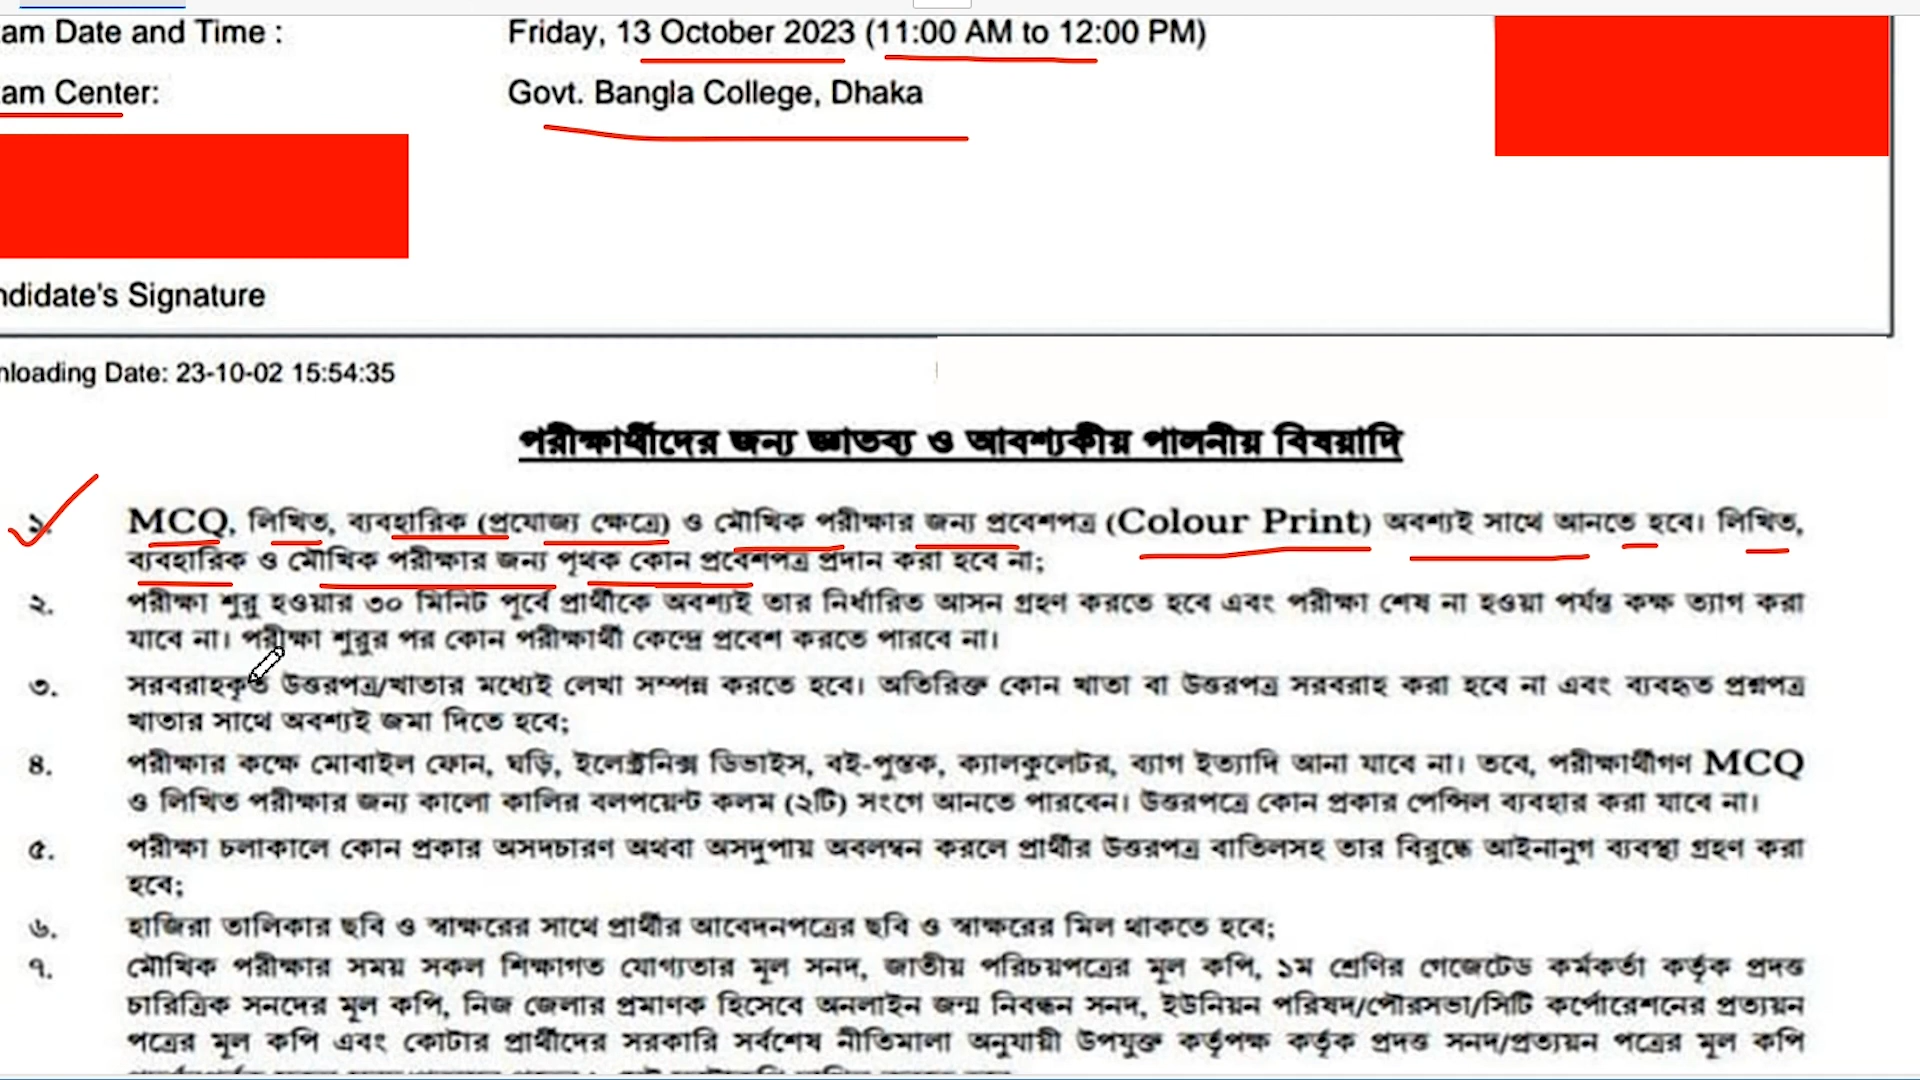 am Date and Time : Friday, 13 October 2023 (11:00 AM to 12:00 PM)
am Center: Govt. Bangla College, Dhaka
ndidate's Signature
nloading Date: 23-10-02 15:54:35
পরীক্ষার্থীদের জন্য জ্ঞাতব্য ও আবশ্যকীয় পালনীয় বিষয়াদি
১. MCQ, লিখিত, ব্যবহারিক (প্রযোজ্য ক্ষেত্রে) ও মৌখিক পরীক্ষার জন্য প্রবেশপত্র (Colour Print) অবশ্যই সাথে আনতে হবে। লিখিত,
ব্যবহারিক ও মৌখিক পরীক্ষার জন্য পৃথক কোন প্রবেশপত্র প্রদান করা হবে না;
২. পরীক্ষা শুরু হওয়ার ৩০ মিনিট পূর্বে প্রার্থীকে অবশ্যই তার নির্ধারিত আসন গ্রহণ করতে হবে এবং পরীক্ষা শেষ না হওয়া পর্যন্ত কক্ষ ত্যাগ করা
যাবে না। পরীক্ষা শুরুর পর কোন পরীক্ষার্থী কেন্দ্রে প্রবেশ করতে পারবে না।
৩. সরবরাহকৃত উত্তরপত্র/খাতার মধ্যেই লেখা সম্পন্ন করতে হবে। অতিরিক্ত কোন খাতা বা উত্তরপত্র সরবরাহ করা হবে না এবং ব্যবহৃত প্রশ্নপত্র
খাতার সাথে অবশ্যই জমা দিতে হবে;
৪. পরীক্ষার কক্ষে মোবাইল ফোন, ঘড়ি, ইলেক্ট্রনিক্স ডিভাইস, বই-পুস্তক, ক্যালকুলেটর, ব্যাগ ইত্যাদি আনা যাবে না। তবে, পরীক্ষার্থীগণ MCQ
ও লিখিত পরীক্ষার জন্য কালো কালির বলপয়েন্ট কলম (২টি) সংগে আনতে পারবেন। উত্তরপত্রে কোন প্রকার পেন্সিল ব্যবহার করা যাবে না।
৫. পরীক্ষা চলাকালে কোন প্রকার অসদচারণ অথবা অসদুপায় অবলম্বন করলে প্রার্থীর উত্তরপত্র বাতিলসহ তার বিরুদ্ধে আইনানুগ ব্যবস্থা গ্রহণ করা
হবে;
৬. হাজিরা তালিকার ছবি ও স্বাক্ষরের সাথে প্রার্থীর আবেদনপত্রের ছবি ও স্বাক্ষরের মিল থাকতে হবে;
৭. মৌখিক পরীক্ষার সময় সকল শিক্ষাগত যোগ্যতার মূল সনদ, জাতীয় পরিচয়পত্রের মূল কপি, ১ম শ্রেণির গেজেটেড কর্মকর্তা কর্তৃক প্রদত্ত
চারিত্রিক সনদের মূল কপি, নিজ জেলার প্রমাণক হিসেবে অনলাইন জন্ম নিবন্ধন সনদ, ইউনিয়ন পরিষদ/পৌরসভা/সিটি কর্পোরেশনের প্রত্যয়ন
পত্রের মূল কপি এবং কোটার প্রার্থীদের সরকারি সর্বশেষ নীতিমালা অনুযায়ী উপযুক্ত কর্তৃপক্ষ কর্তৃক প্রদত্ত সনদ/প্রত্যয়ন পত্রের মূল কপি